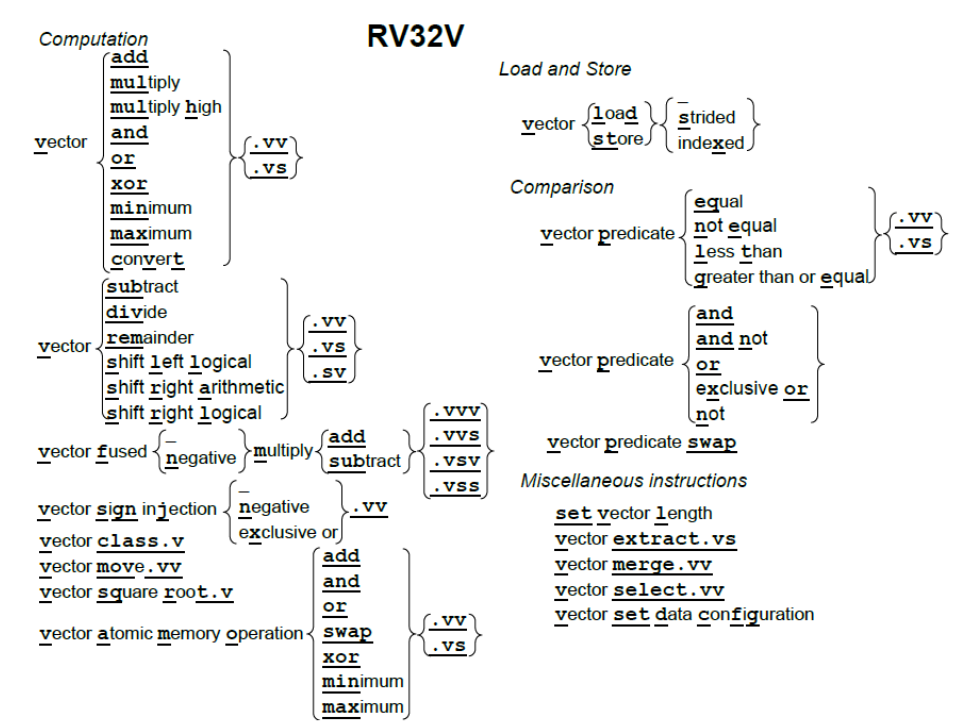 RV32V
Computation
vector
add
multiply
multiply high
and
or
xor
minimum
maximum
convert
.vv
.vs
vector
subtract
divide
remainder
shift left logical
shift right arithmetic
shift right logical
.vv
.vs
.sv
vector fused
_
negative
multiply
add
subtract
.vvv
.vvs
.vsv
.vss
vector sign injection
_
negative
exclusive or
.vv
vector class.v
vector move.vv
vector square root.v
vector atomic memory operation
add
and
or
swap
xor
minimum
maximum
.vv
.vs
Load and Store
vector
load
store
_
strided
indexed
Comparison
vector predicate
equal
not equal
less than
greater than or equal
.vv
.vs
vector predicate
and
and not
or
exclusive or
not
vector predicate swap
Miscellaneous instructions
set vector length
vector extract.vs
vector merge.vv
vector select.vv
vector set data configuration